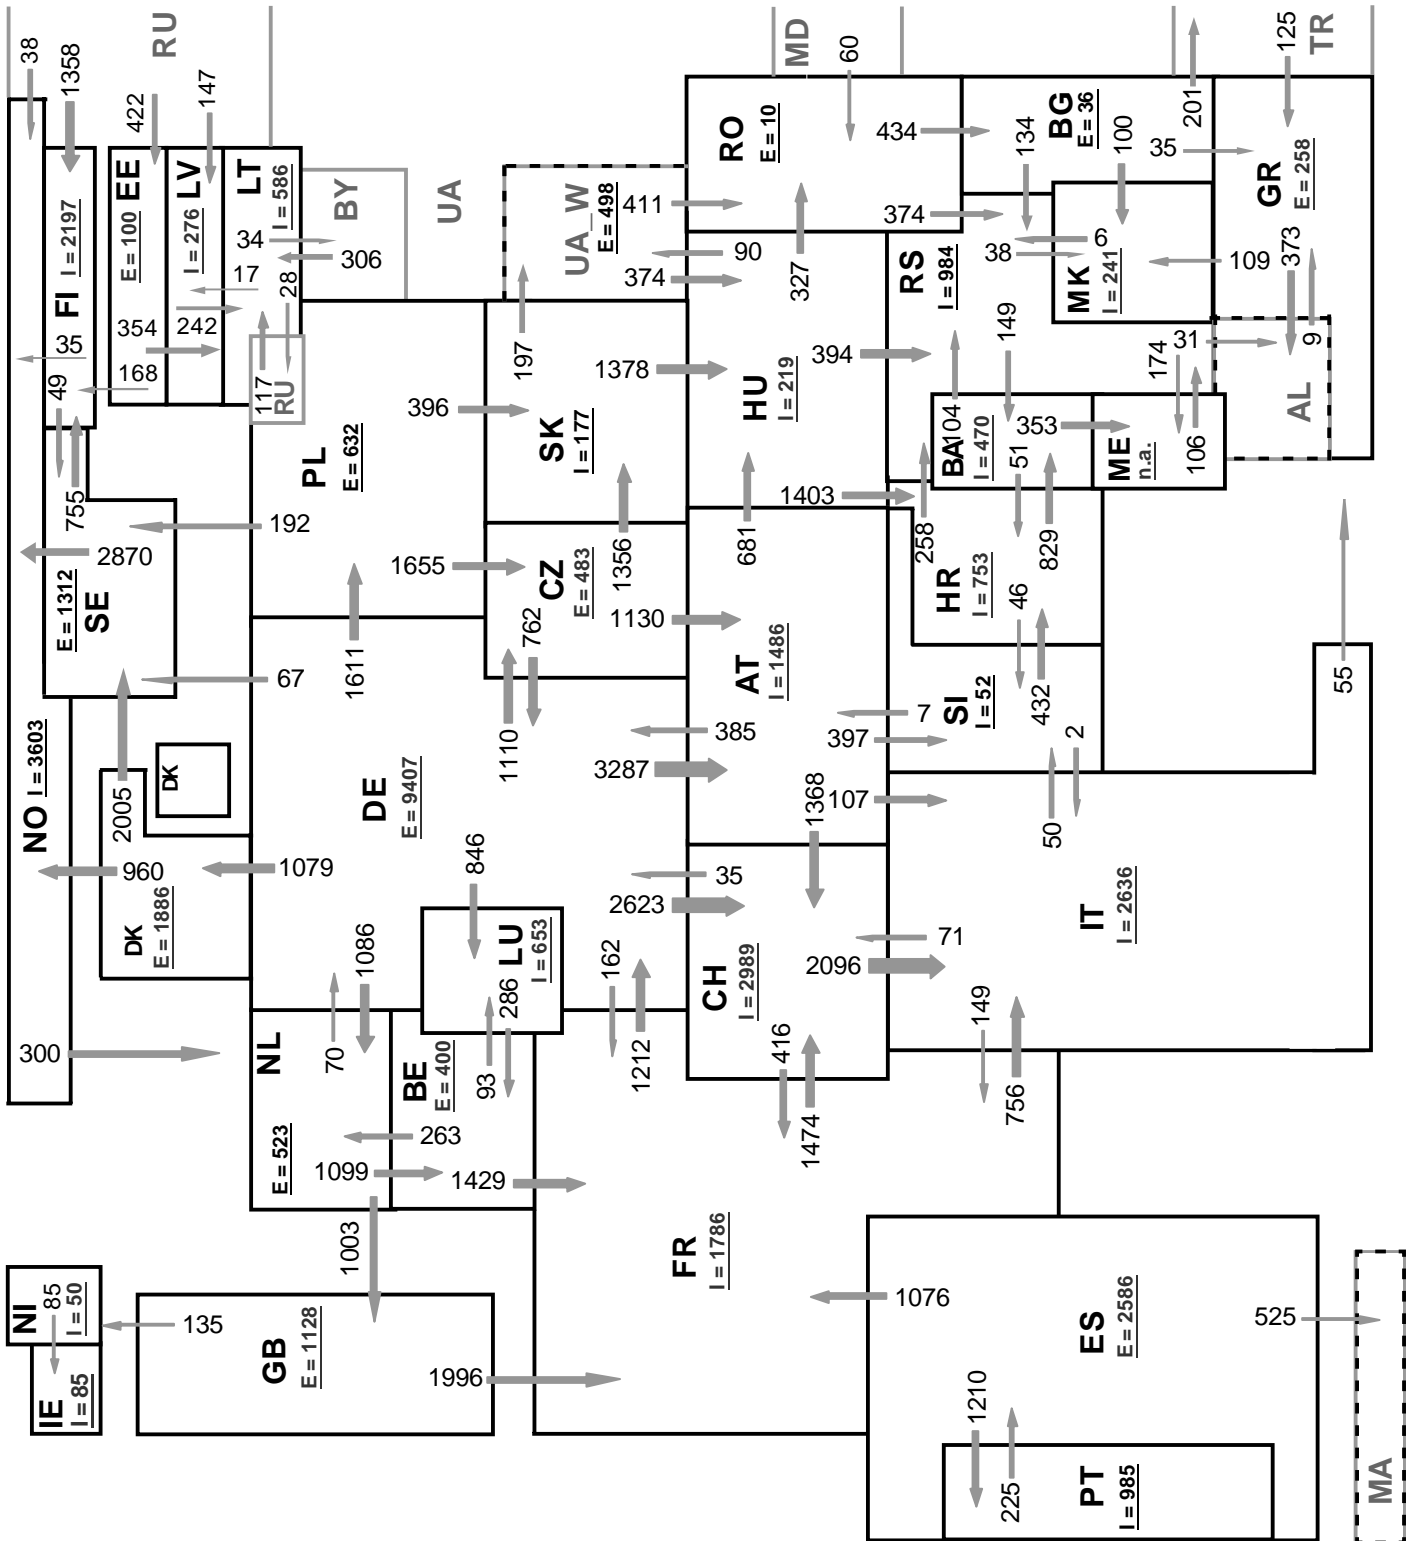 38
1358
RU
422
147
FI
I = 2197
EE
E = 100
LV
I = 276
LT
I = 586
BY
UA
34
306
17
28
35
354
242
168
49
117
RU
755
UA_W
E = 498
411
374
90
197
MD
60
RO
E = 10
434
327
BG
E = 36
134
100
35
201
125
TR
GR
E = 258
373
9
109
374
RS
I = 984
38
6
MK
I = 241
149
31
174
106
AL
PL
E = 632
396
SK
I = 177
1378
HU
I = 219
394
BA
I = 470
104
51
353
ME
n.a.
829
192
2870
E = 1312
SE
67
1655
CZ
E = 483
1356
681
1403
258
HR
I = 753
46
432
55
1611
762
1110
1130
AT
I = 1486
385
3287
7
397
SI
I = 52
2
50
NO
I = 3603
2005
DK
960
DK
E = 1886
1079
DE
E = 9407
846
35
2623
1368
107
1086
70
LU
I = 653
286
93
162
1212
CH
I = 2989
71
2096
416
1474
IT
I = 2636
149
756
300
NL
E = 523
BE
E = 400
263
1099
1429
1003
NI
I = 50
85
IE
I = 85
135
GB
E = 1128
1996
FR
I = 1786
1076
ES
E = 2586
525
1210
225
PT
I = 985
MA